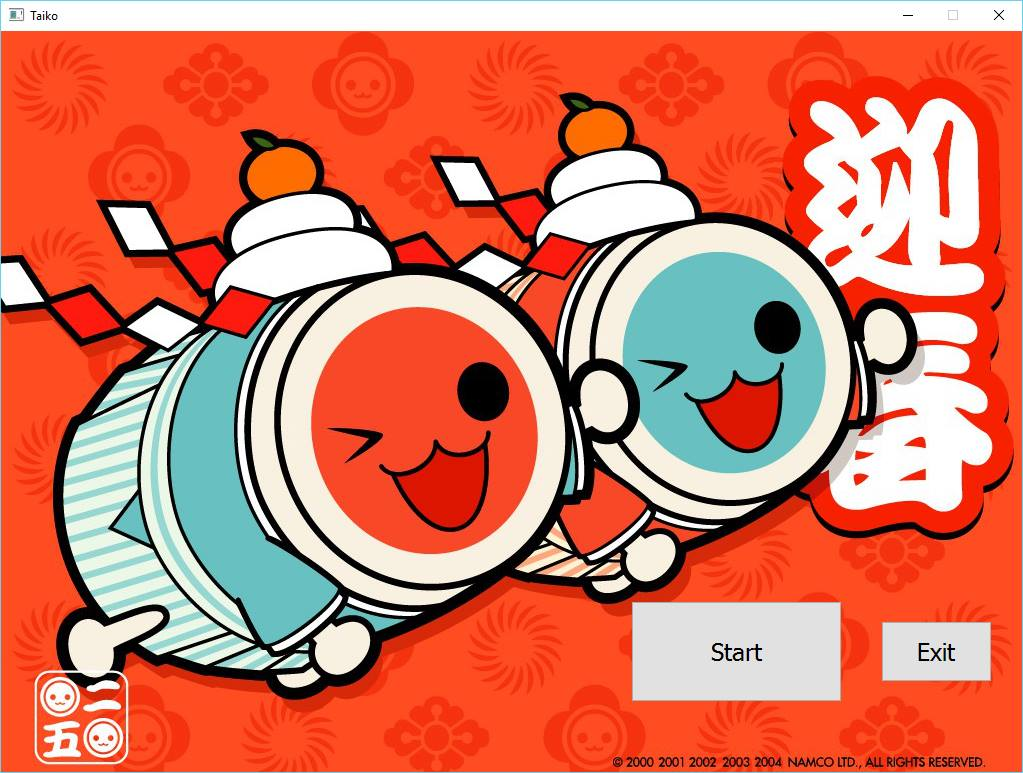 Taiko
迎春
Start
Exit
二
五
© 2000 2001 2002 2003 2004 NAMCO LTD., ALL RIGHTS RESERVED.